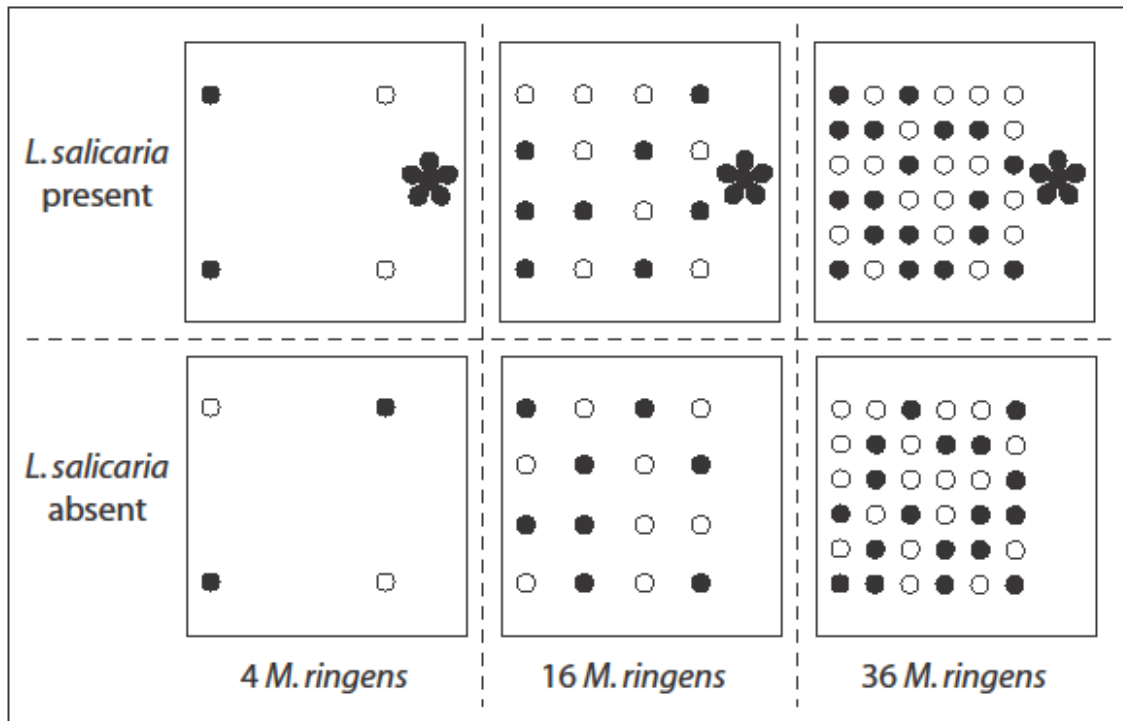 L. salicaria
present
L. salicaria
absent
4 M. ringens
16 M. ringens
36 M. ringens